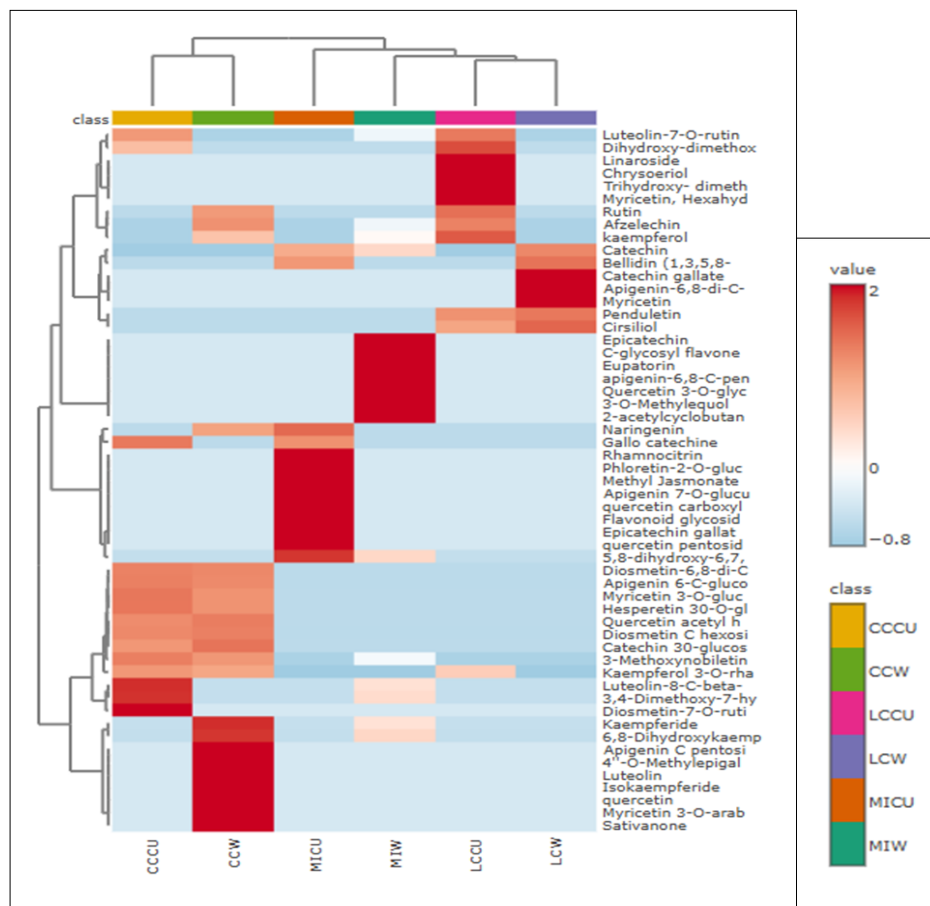 class
Luteolin-7-O-rutin
Dihydroxy-dimethox
Linaroside
Chrysoeriol
Trihydroxy- dimeth
Myricetin, Hexahyd
Rutin
Afzelechin
kaempferol
Catechin
Bellidin (1,3,5,8-
Catechin gallate
Apigenin-6,8-di-C-
Myricetin
Penduletin
Cirsiliol
Epicatechin
C-glycosyl flavone
Eupatorin
apigenin-6,8-C-pen
Quercetin 3-O-glyc
3-O-Methylequol
2-acetylcyclobutan
Naringenin
Gallo catechine
Rhamnocitrin
Phloretin-2-O-gluc
Methyl Jasmonate
Apigenin 7-O-glucu
quercetin carboxyl
Flavonoid glycosid
Epicatechin gallat
quercetin pentosid
5,8-dihydroxy-6,7,
Diosmetin-6,8-di-C
Apigenin 6-C-gluco
Myricetin 3-O-gluc
Hesperetin 30-O-gl
Quercetin acetyl h
Diosmetin C hexosi
Catechin 30-glucos
3-Methoxynobiletin
Kaempferol 3-O-rha
Luteolin-8-C-beta-
3,4-Dimethoxy-7-hy
Diosmetin-7-O-ruti
Kaempferide
6,8-Dihydroxykaemp
Apigenin C pentosi
4''-O-Methylepigal
Luteolin
Isokaempferide
quercetin
Myricetin 3-O-arab
Sativanone
CCCU
CCW
MICU
MIW
LCCU
LCW
value
2
0
−0.8
class
CCCU
CCW
LCCU
LCW
MICU
MIW